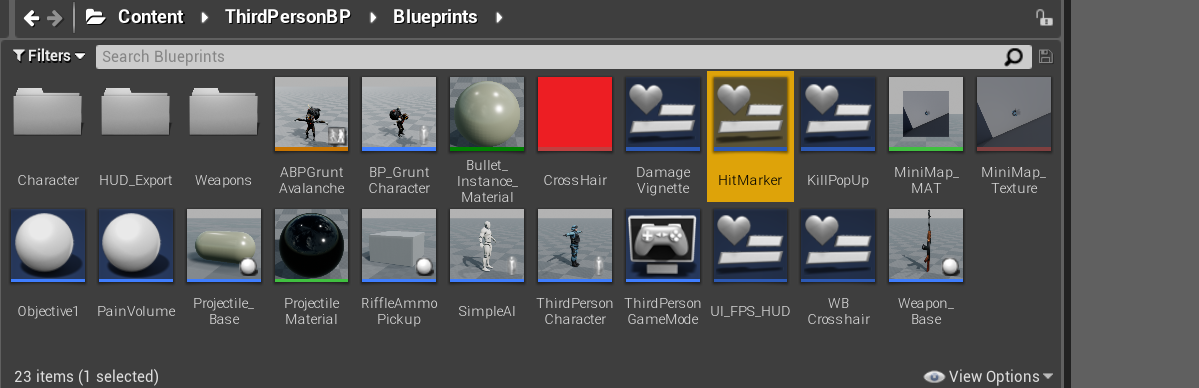 Content ThirdPersonBP Blueprints
Filters Search Blueprints
Character HUD_Export Weapons ABPGrunt BP_Grunt Bullet_ CrossHair Damage HitMarker KillPopUp MiniMap_ MiniMap_
Avalanche Character Instance_ Vignette MAT Texture
Material
Objective1 PainVolume Projectile_ Projectile RiffleAmmo SimpleAI ThirdPerson ThirdPerson UI_FPS_HUD WB Weapon_
Base Material Pickup Character GameMode Crosshair Base
23 items (1 selected) View Options